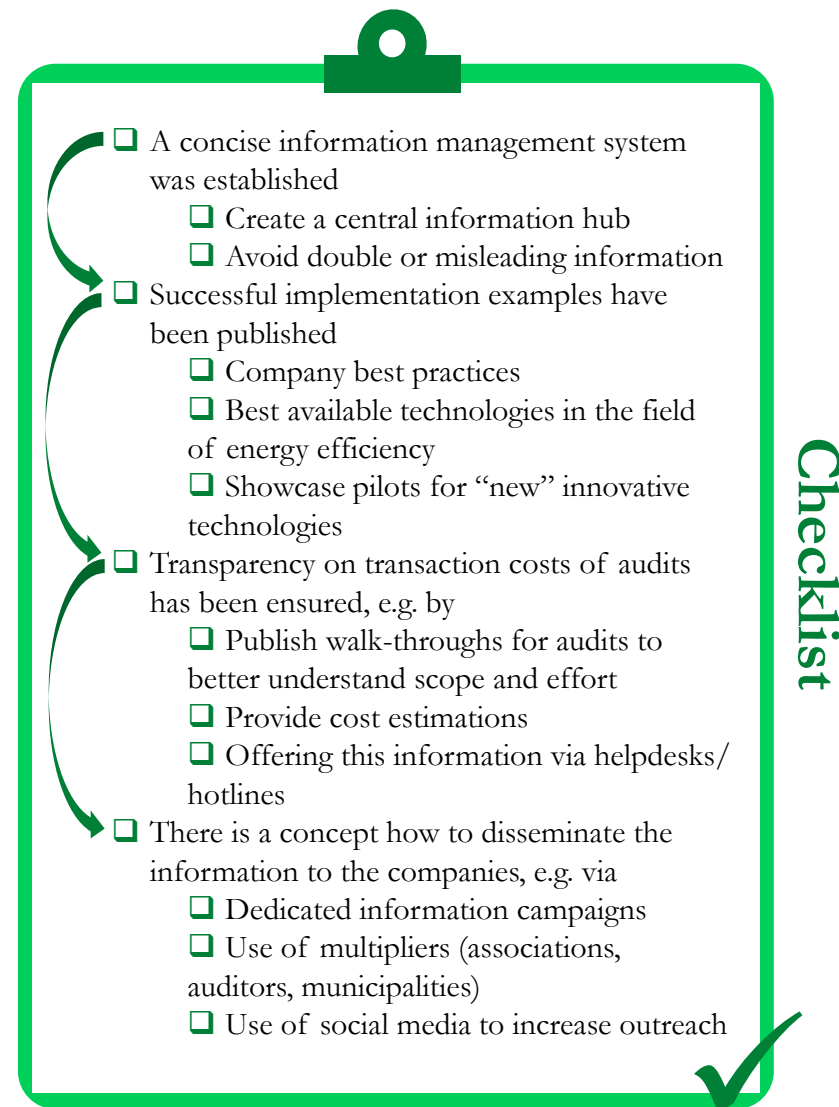 ❑ A concise information management system
was established
❑ Create a central information hub
❑ Avoid double or misleading information
❑ Successful implementation examples have
been published
❑ Company best practices
❑ Best available technologies in the field
of energy efficiency
❑ Showcase pilots for “new” innovative
technologies
❑ Transparency on transaction costs of audits
has been ensured, e.g. by
❑ Publish walk-throughs for audits to
better understand scope and effort
❑ Provide cost estimations
❑ Offering this information via helpdesks/
hotlines
❑ There is a concept how to disseminate the
information to the companies, e.g. via
❑ Dedicated information campaigns
❑ Use of multipliers (associations,
auditors, municipalities)
❑ Use of social media to increase outreach
Checklist